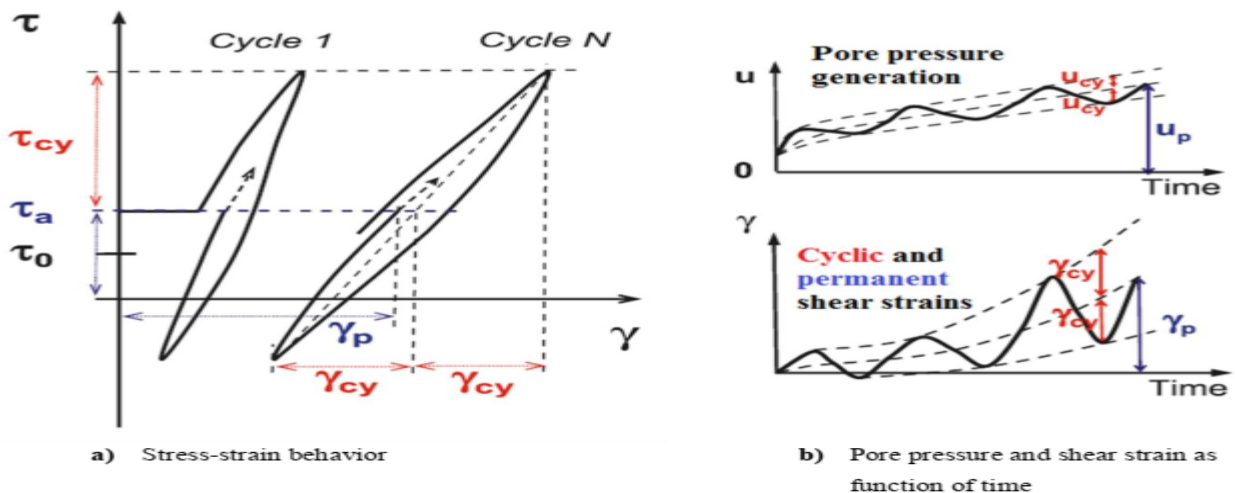 τ
Cycle 1
Cycle N
τcy
τa
τ0
γp
γ
γcy
γcy
a) Stress-strain behavior
Pore pressure
generation
u
ucy
ucy
up
0
Time
γ
Cyclic and
permanent
shear strains
γcy
γcy
γp
Time
b) Pore pressure and shear strain as
function of time